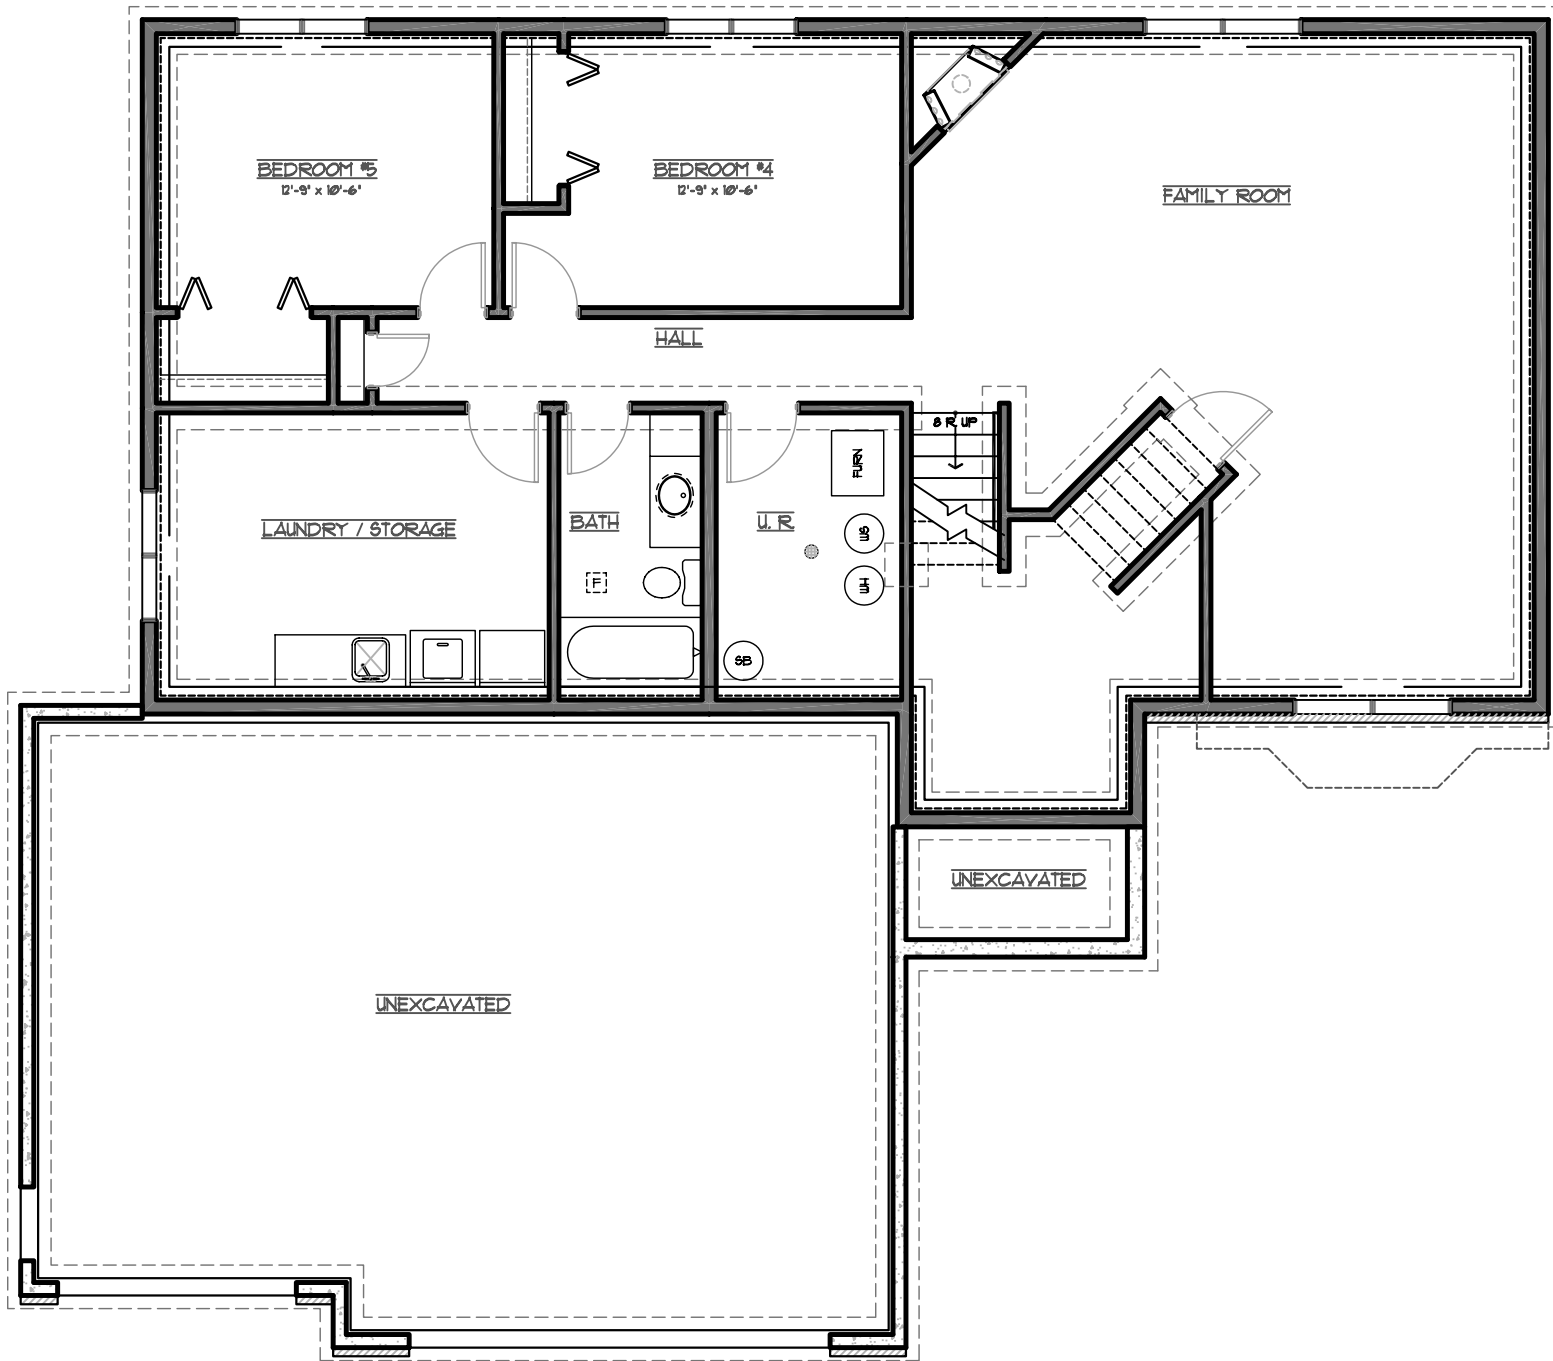 BEDROOM #5
12'-9" x 10'-6"
BEDROOM #4
12'-9" x 10'-6"
FAMILY ROOM
HALL
8 R UP
FURN
LAUNDRY / STORAGE
BATH
U. R
WS
F
WH
SB
UNEXCAVATED
UNEXCAVATED